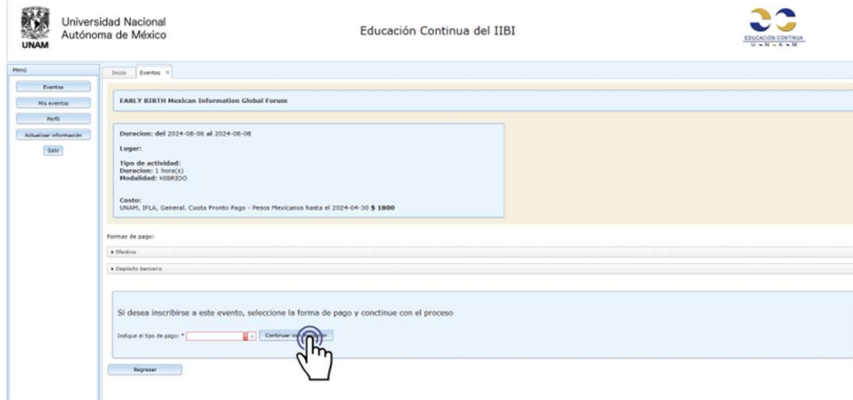 UNAM
Universidad Nacional
Autónoma de México
Educación Continua del IIBI
EDUCACIÓN CONTINUA
U N A M
Menú
Eventos
Mis eventos
Perfil
Actualizar información
Salir
Inicio Eventos X
EARLY BIRTH Mexican Information Global Forum
Duracion: del 2024-08-06 al 2024-08-08
Lugar:
Tipo de actividad:
Duracion: 1 hora(s)
Modalidad: HIBRIDO
Costo:
UNAM, IFLA, General. Cuota Pronto Pago - Pesos Mexicanos hasta el 2024-04-30 $ 1800
Formas de pago:
Efectivo
Depósito bancario
Si desea inscribirse a este evento, seleccione la forma de pago y conctinue con el proceso
Indique el tipo de pago: * Continuar
Regresar